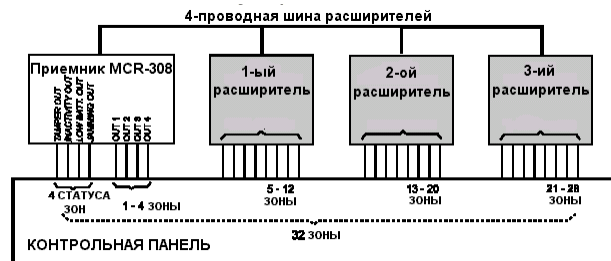 4-проводная шина расширителей
Приемник MCR-308
1-ый
расширитель
2-ой
расширитель
3-ий
расширитель
TAMPER OUT
INACTIVITY OUT
LOW BATT. OUT
JAMMING OUT
OUT 1
OUT 2
OUT 3
OUT 4
4 СТАТУСА
ЗОН
1 - 4 ЗОНЫ
5 - 12
ЗОНЫ
13 - 20
ЗОНЫ
21 - 28
ЗОНЫ
32 ЗОНЫ
КОНТРОЛЬНАЯ ПАНЕЛЬ